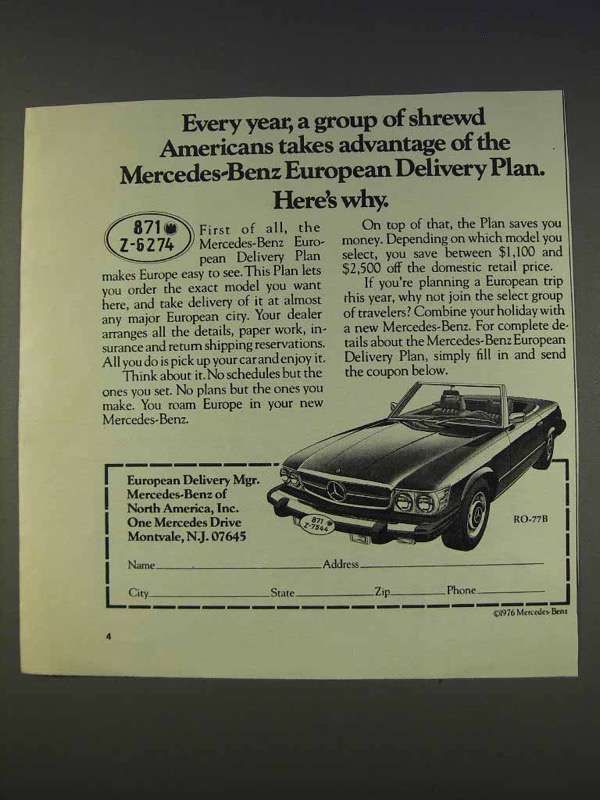 Every year, a group of shrewd
Americans takes advantage of the
Mercedes-Benz European Delivery Plan.
Here's why.
871
Z-6274
First of all, the
Mercedes-Benz Euro-
pean Delivery Plan
makes Europe easy to see. This Plan lets
you order the exact model you want
here, and take delivery of it at almost
any major European city. Your dealer
arranges all the details, paper work, in-
surance and return shipping reservations.
All you do is pick up your car and enjoy it.
Think about it. No schedules but the
ones you set. No plans but the ones you
make. You roam Europe in your new
Mercedes-Benz.
On top of that, the Plan saves you
money. Depending on which model you
select, you save between $1,100 and
$2,500 off the domestic retail price.
If you're planning a European trip
this year, why not join the select group
of travelers? Combine your holiday with
a new Mercedes-Benz. For complete de-
tails about the Mercedes-Benz European
Delivery Plan, simply fill in and send
the coupon below.
European Delivery Mgr.
Mercedes-Benz of
North America, Inc.
One Mercedes Drive
Montvale, N.J. 07645
871
Z-7544
RO-77B
Name Address
City State Zip Phone
©1976 Mercedes-Benz
4